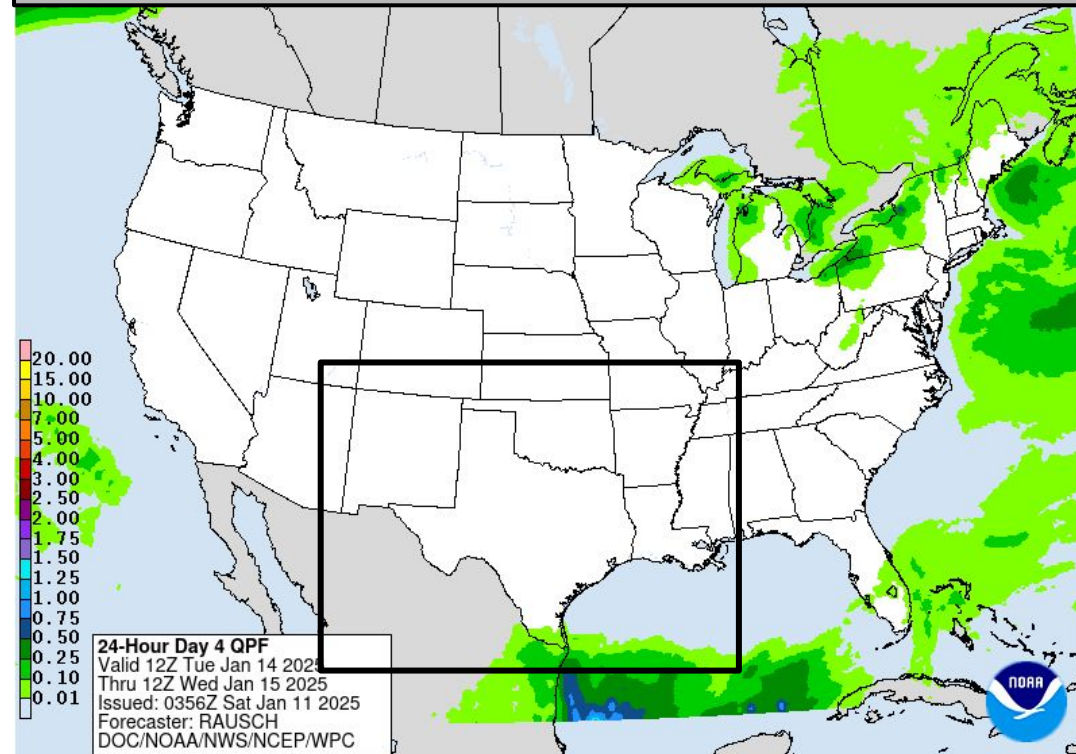 20.00
15.00
10.00
7.00
5.00
4.00
3.00
2.50
2.00
1.75
1.50
1.25
1.00
0.75
0.50
0.25
0.10
0.01
24-Hour Day 4 QPF
Valid 12Z Tue Jan 14 2025
Thru 12Z Wed Jan 15 2025
Issued: 0356Z Sat Jan 11 2025
Forecaster: RAUSCH
DOC/NOAA/NWS/NCEP/WPC
NOAA